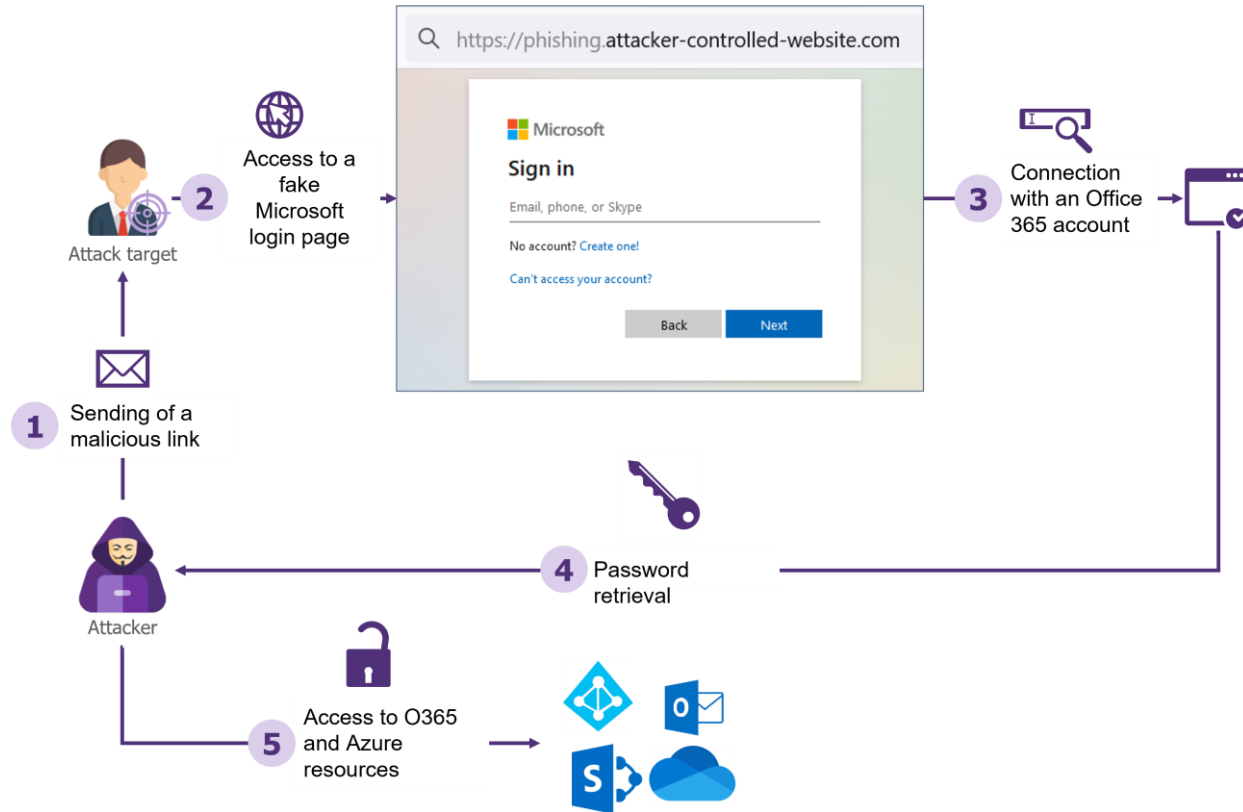 https://phishing.attacker-controlled-website.com
Microsoft
Sign in
Email, phone, or Skype
No account? Create one!
Can't access your account?
Back
Next
Attack target
2
Access to a
fake
Microsoft
login page
3
Connection
with an Office
365 account
1
Sending of a
malicious link
4
Password
retrieval
Attacker
5
Access to O365
and Azure
resources
O
S